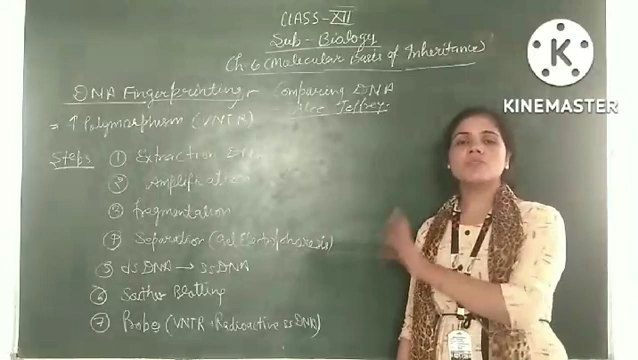 CLASS - XII
Sub - Biology
Ch 6 (Molecular Basis of Inheritance)
DNA Fingerprinting - Comparing DNA
Alec Jeffrey.
= ↑ Polymorphism (VNTR)
Steps ① Extraction DNA
② Amplification
③ fragmentation
④ Separation (Gel Electrophoresis)
⑤ ds DNA → ss DNA
⑥ Blotting
⑦ Probe (VNTR, Radioactive ss DNA)
K
KINEMASTER